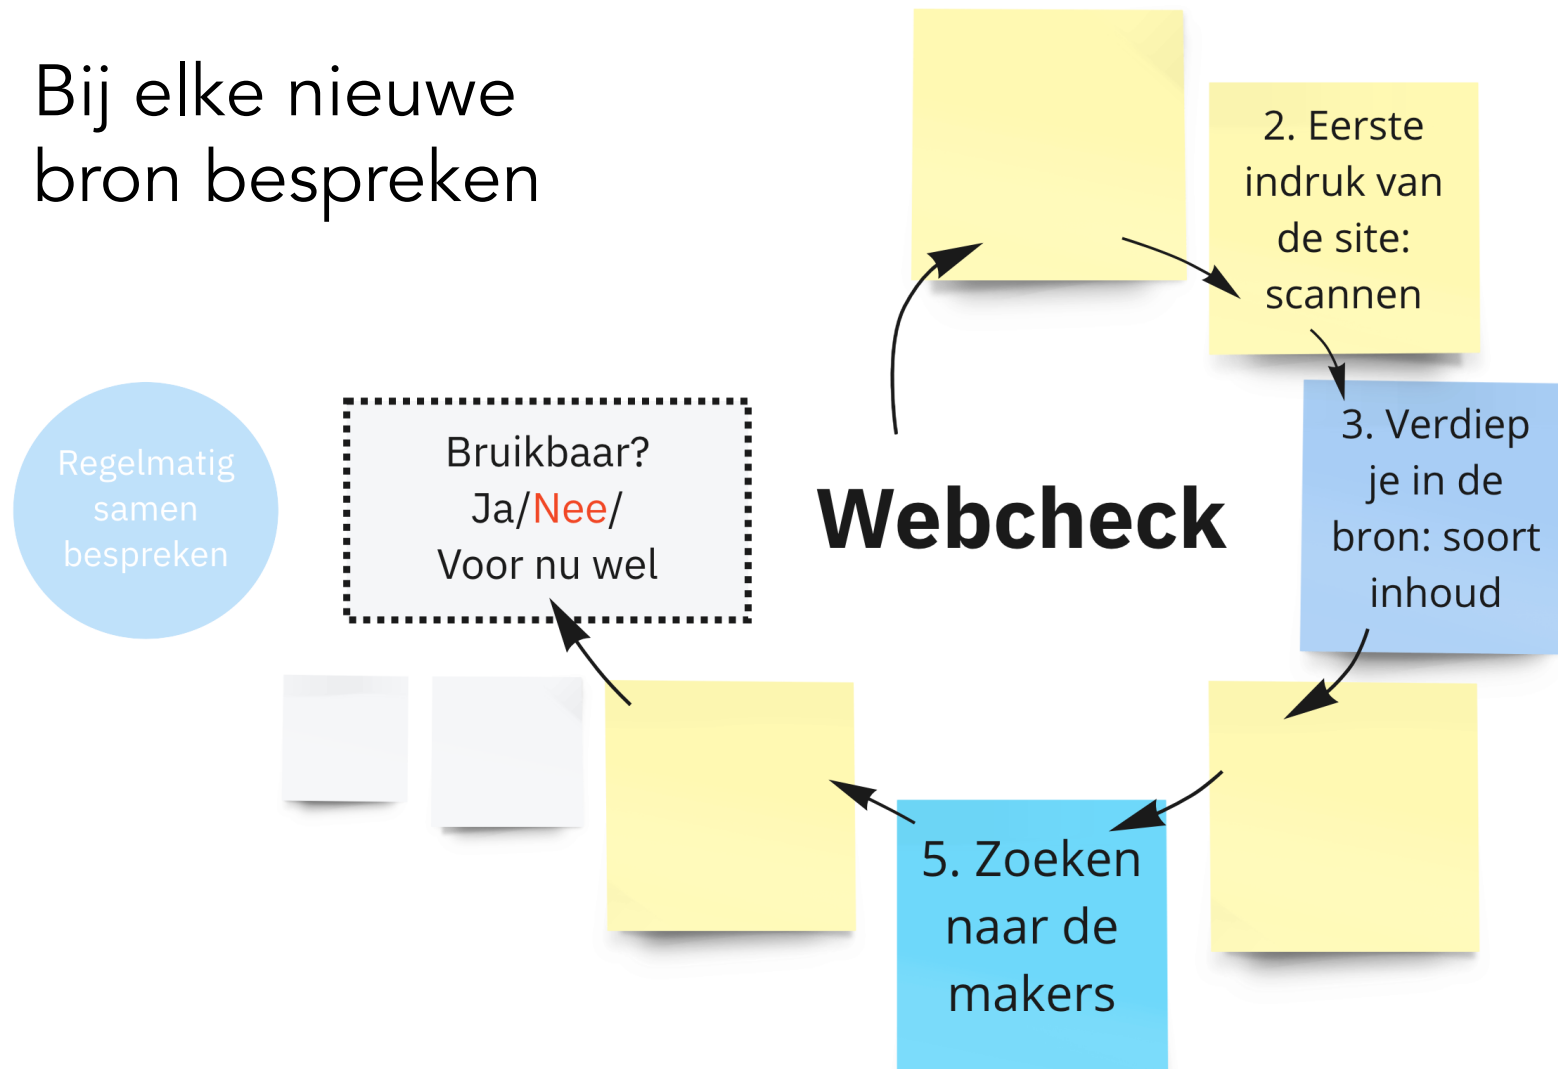 Bij elke nieuwe
bron bespreken
2. Eerste
indruk van
de site:
scannen
3. Verdiep
je in de
bron: soort
inhoud
Regelmatig
samen
bespreken
Bruikbaar?
Ja/Nee/
Voor nu wel
Webcheck
5. Zoeken
naar de
makers